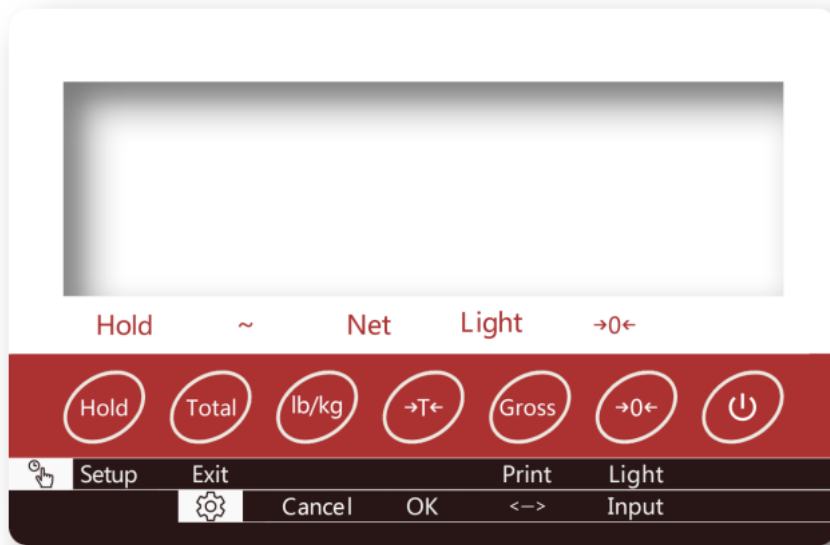 Hold ~ Net Light →0←
Hold Total lb/kg →T← Gross →0←
Setup Exit Print Light
Cancel OK <—> Input